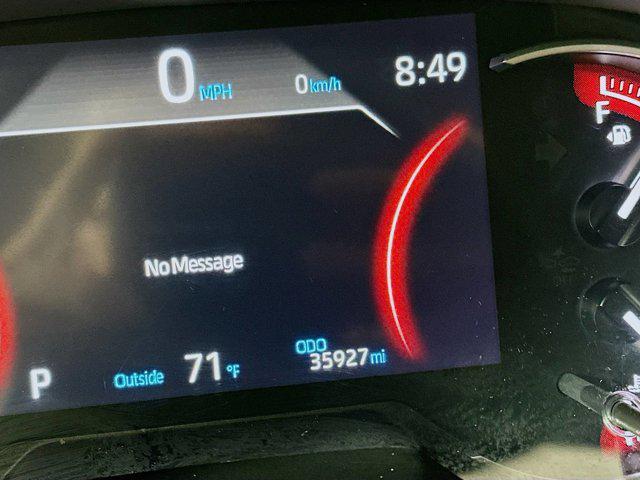 0 MPH
0 km/h
8:49
F
No Message
P
Outside 71 °F
ODO
35927 mi